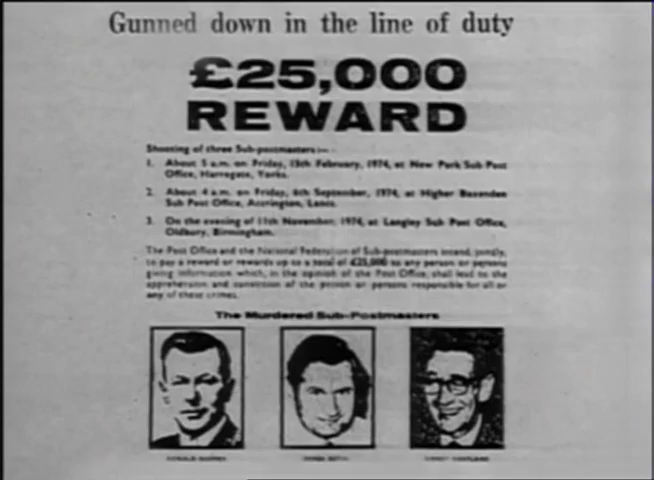 Gunned down in the line of duty
£25,000
REWARD
Shooting of three Sub-postmasters:—
1. About 5 a.m. on Friday, 15th February, 1974, at New Park Sub Post
Office, Harrogate, Yorks.
2. About 4 a.m. on Friday, 6th September, 1974, at Higher Baxenden
Sub Post Office, Accrington, Lancs.
3. On the evening of 11th November, 1974, at Langley Sub Post Office,
Oldbury, Birmingham.
The Post Office and the National Federation of Sub-postmasters intend, jointly,
to pay a reward or rewards up to a total of £25,000 to any person or persons
giving information which, in the opinion of the Post Office, shall lead to the
apprehension and conviction of the person or persons responsible for all or
any of these crimes.
The Murdered Sub-Postmasters